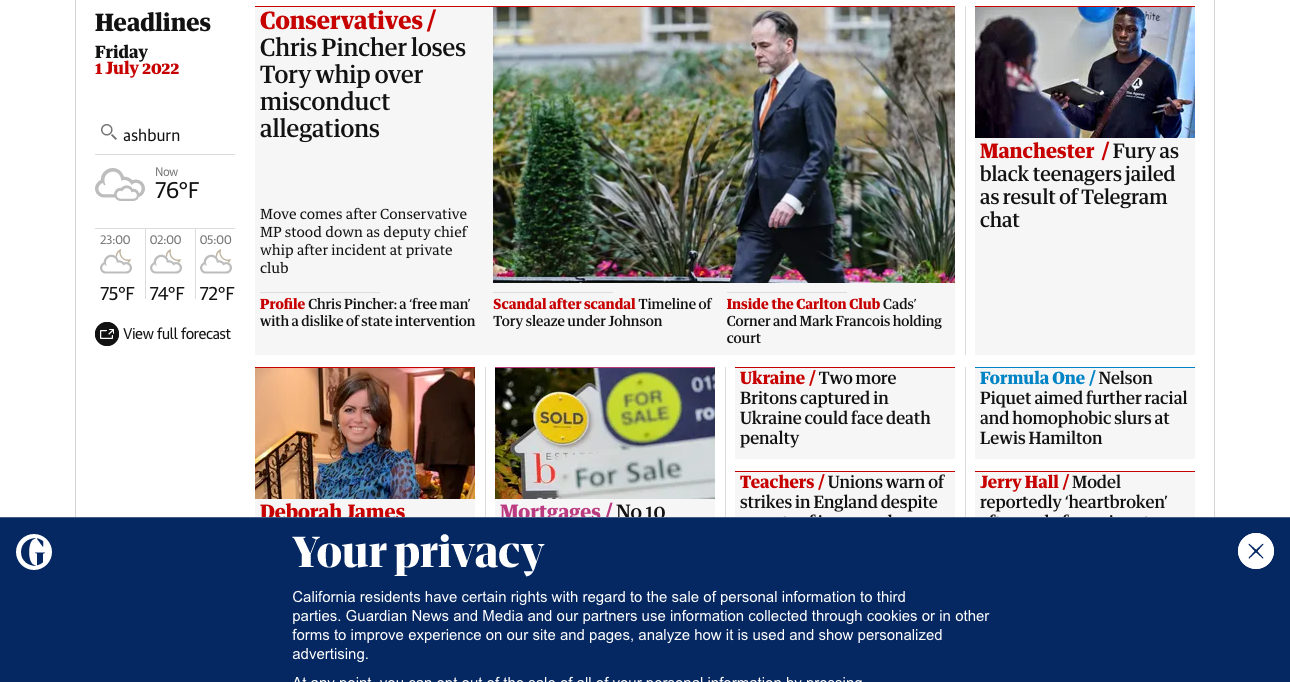 Headlines
Friday
1 July 2022
ashburn
Now
76°F
23:00
02:00
05:00
75°F
74°F
72°F
View full forecast
Conservatives /
Chris Pincher loses
Tory whip over
misconduct
allegations
Move comes after Conservative
MP stood down as deputy chief
whip after incident at private
club
Profile Chris Pincher: a ‘free man’
with a dislike of state intervention
Scandal after scandal Timeline of
Tory sleaze under Johnson
Inside the Carlton Club Cads’
Corner and Mark Francois holding
court
Manchester / Fury as
black teenagers jailed
as result of Telegram
chat
Deborah James
SOLD
FOR
SALE
01
ro
b
For Sale
Mortgages / No 10
Ukraine / Two more
Britons captured in
Ukraine could face death
penalty
Teachers / Unions warn of
strikes in England despite
Formula One / Nelson
Piquet aimed further racial
and homophobic slurs at
Lewis Hamilton
Jerry Hall / Model
reportedly ‘heartbroken’
Your privacy
California residents have certain rights with regard to the sale of personal information to third
parties. Guardian News and Media and our partners use information collected through cookies or in other
forms to improve experience on our site and pages, analyze how it is used and show personalized
advertising.
At any point, you can opt out of the sale of all of your personal information by pressing